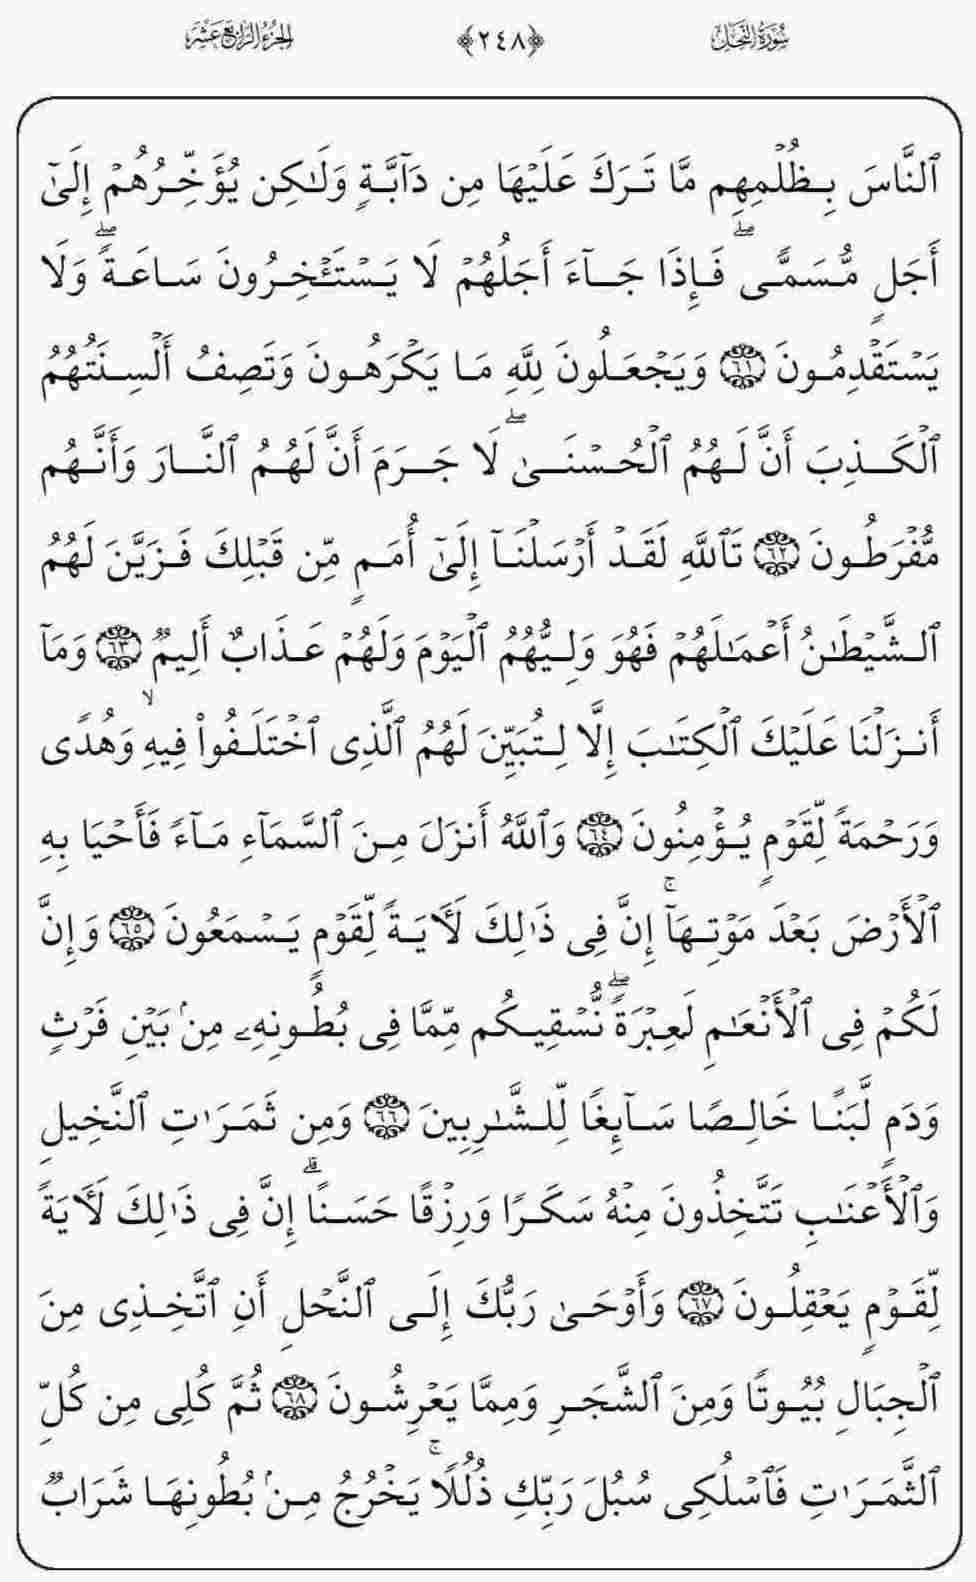 سُورَةُ النَّحْلِ ﴿٢٤٨﴾ الجُزْءُ الرَّابِعَ عَشَرَ
ٱلنَّاسَ بِظُلْمِهِم مَّا تَرَكَ عَلَيْهَا مِن دَآبَّةٍ وَلَـٰكِن يُؤَخِّرُهُمْ إِلَىٰٓ
أَجَلٍ مُّسَمًّى ۖ فَإِذَا جَآءَ أَجَلُهُمْ لَا يَسْتَـْٔخِرُونَ سَاعَةً ۖ وَلَا
يَسْتَقْدِمُونَ ٦١ وَيَجْعَلُونَ لِلَّهِ مَا يَكْرَهُونَ وَتَصِفُ أَلْسِنَتُهُمُ
ٱلْكَذِبَ أَنَّ لَهُمُ ٱلْحُسْنَىٰ ۖ لَا جَرَمَ أَنَّ لَهُمُ ٱلنَّارَ وَأَنَّهُم
مُّفْرَطُونَ ٦٢ تَٱللَّهِ لَقَدْ أَرْسَلْنَآ إِلَىٰٓ أُمَمٍ مِّن قَبْلِكَ فَزَيَّنَ لَهُمُ
ٱلشَّيْطَـٰنُ أَعْمَـٰلَهُمْ فَهُوَ وَلِيُّهُمُ ٱلْيَوْمَ وَلَهُمْ عَذَابٌ أَلِيمٌ ٦٣ وَمَآ
أَنزَلْنَا عَلَيْكَ ٱلْكِتَـٰبَ إِلَّا لِتُبَيِّنَ لَهُمُ ٱلَّذِى ٱخْتَلَفُوا۟ فِيهِ ۙ وَهُدًى
وَرَحْمَةً لِّقَوْمٍ يُؤْمِنُونَ ٦٤ وَٱللَّهُ أَنزَلَ مِنَ ٱلسَّمَآءِ مَآءً فَأَحْيَا بِهِ
ٱلْأَرْضَ بَعْدَ مَوْتِهَآ ۚ إِنَّ فِى ذَٰلِكَ لَـَٔايَةً لِّقَوْمٍ يَسْمَعُونَ ٦٥ وَإِنَّ
لَكُمْ فِى ٱلْأَنْعَـٰمِ لَعِبْرَةً ۖ نُّسْقِيكُم مِّمَّا فِى بُطُونِهِۦ مِنۢ بَيْنِ فَرْثٍ
وَدَمٍ لَّبَنًا خَالِصًا سَآئِغًا لِّلشَّـٰرِبِينَ ٦٦ وَمِن ثَمَرَٰتِ ٱلنَّخِيلِ
وَٱلْأَعْنَـٰبِ تَتَّخِذُونَ مِنْهُ سَكَرًا وَرِزْقًا حَسَنًا ۗ إِنَّ فِى ذَٰلِكَ لَـَٔايَةً
لِّقَوْمٍ يَعْقِلُونَ ٦٧ وَأَوْحَىٰ رَبُّكَ إِلَى ٱلنَّحْلِ أَنِ ٱتَّخِذِى مِنَ
ٱلْجِبَالِ بُيُوتًا وَمِنَ ٱلشَّجَرِ وَمِمَّا يَعْرِشُونَ ٦٨ ثُمَّ كُلِى مِن كُلِّ
ٱلثَّمَرَٰتِ فَٱسْلُكِى سُبُلَ رَبِّكِ ذُلُلًا ۚ يَخْرُجُ مِنۢ بُطُونِهَا شَرَابٌ